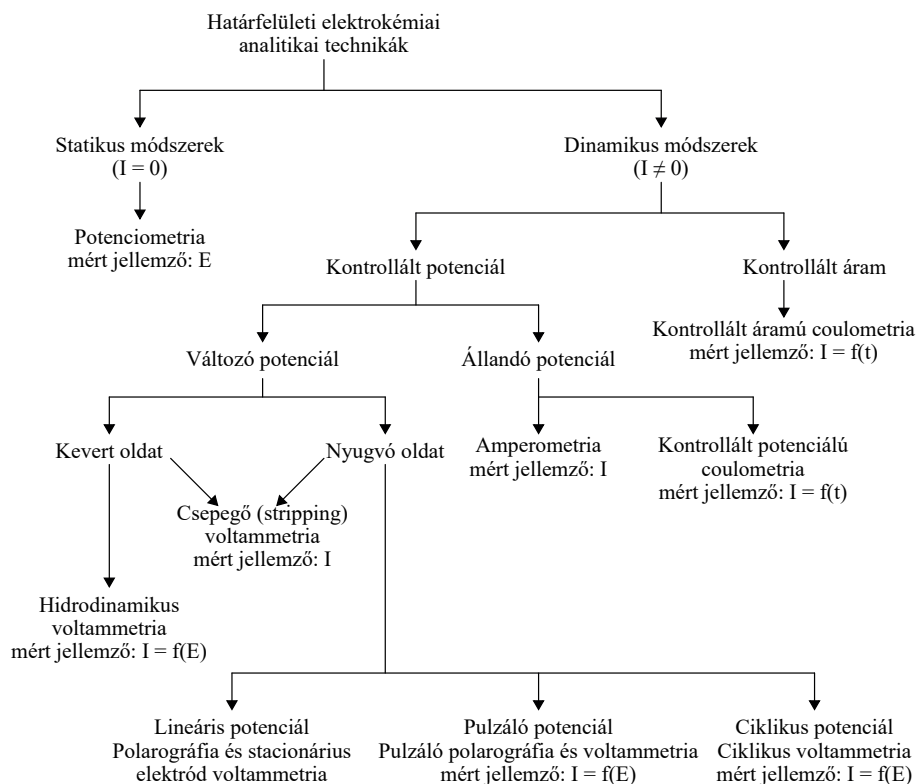 Határfelületi elektrokémiai
analitikai technikák
Statikus módszerek
(I = 0)
Dinamikus módszerek
(I ≠ 0)
Potenciometria
mért jellemző: E
Kontrollált potenciál
Kontrollált áram
Kontrollált áramú coulometria
mért jellemző: I = f(t)
Változó potenciál
Állandó potenciál
Kevert oldat
Nyugvó oldat
Amperometria
mért jellemző: I
Kontrollált potenciálú
coulometria
mért jellemző: I = f(t)
Csepegő (stripping)
voltammetria
mért jellemző: I
Hidrodinamikus
voltammetria
mért jellemző: I = f(E)
Lineáris potenciál
Polarográfia és stacionárius
elektród voltammetria
Pulzáló potenciál
Pulzáló polarográfia és voltammetria
mért jellemző: I = f(E)
Ciklikus potenciál
Ciklikus voltammetria
mért jellemző: I = f(E)